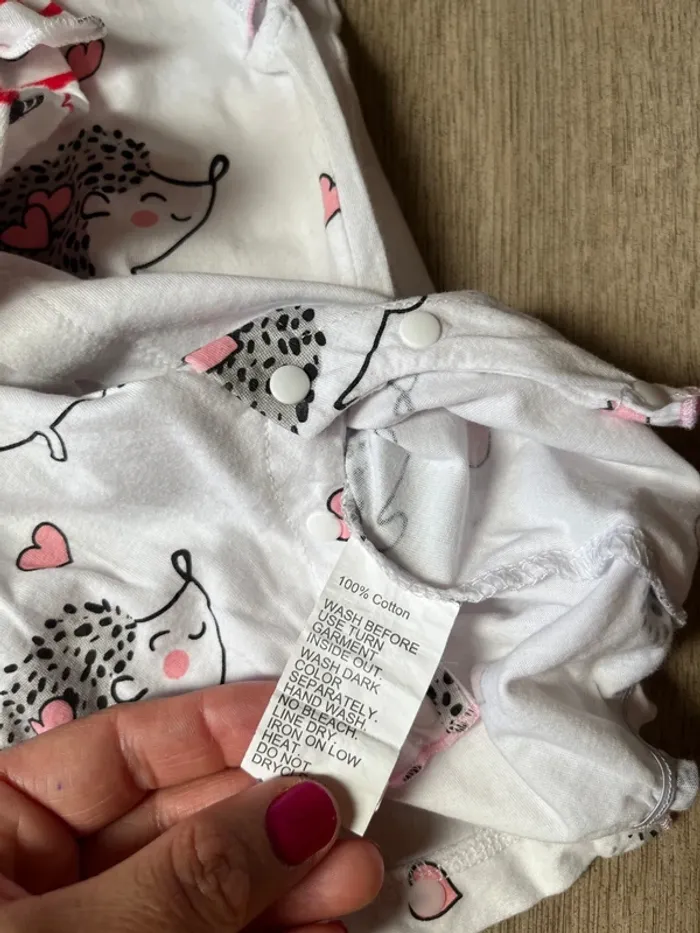 100% Cotton
WASH BEFORE
USE TURN
GARMENT
INSIDE OUT.
WASH DARK
COLOR
SEPARATELY.
HAND WASH.
NO BLEACH.
LINE DRY.
IRON ON LOW
HEAT
DO NOT